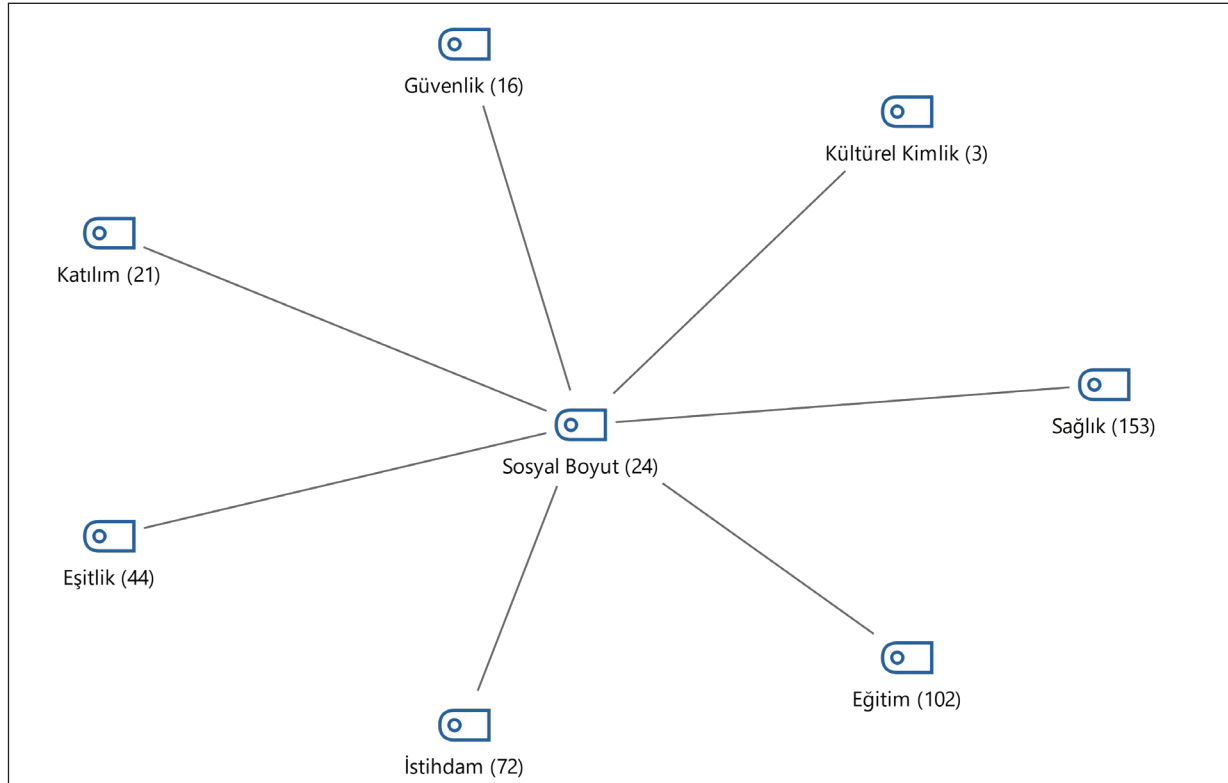 Güvenlik (16)
Kültürel Kimlik (3)
Katılım (21)
Sağlık (153)
Sosyal Boyut (24)
Eşitlik (44)
Eğitim (102)
İstihdam (72)